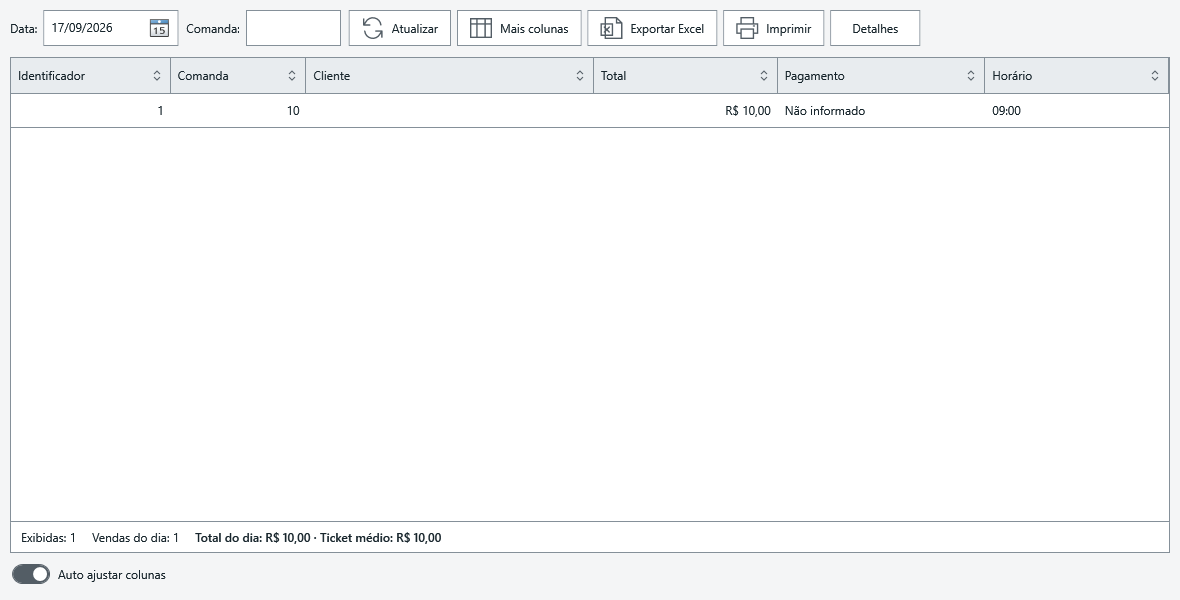 Data: 17/09/2026 15 Comanda: Atualizar Mais colunas Exportar Excel Imprimir Detalhes
Identificador Comanda Cliente Total Pagamento Horário
1 10 R$ 10,00 Não informado 09:00
Exibidas: 1 Vendas do dia: 1 Total do dia: R$ 10,00 · Ticket médio: R$ 10,00
Auto ajustar colunas